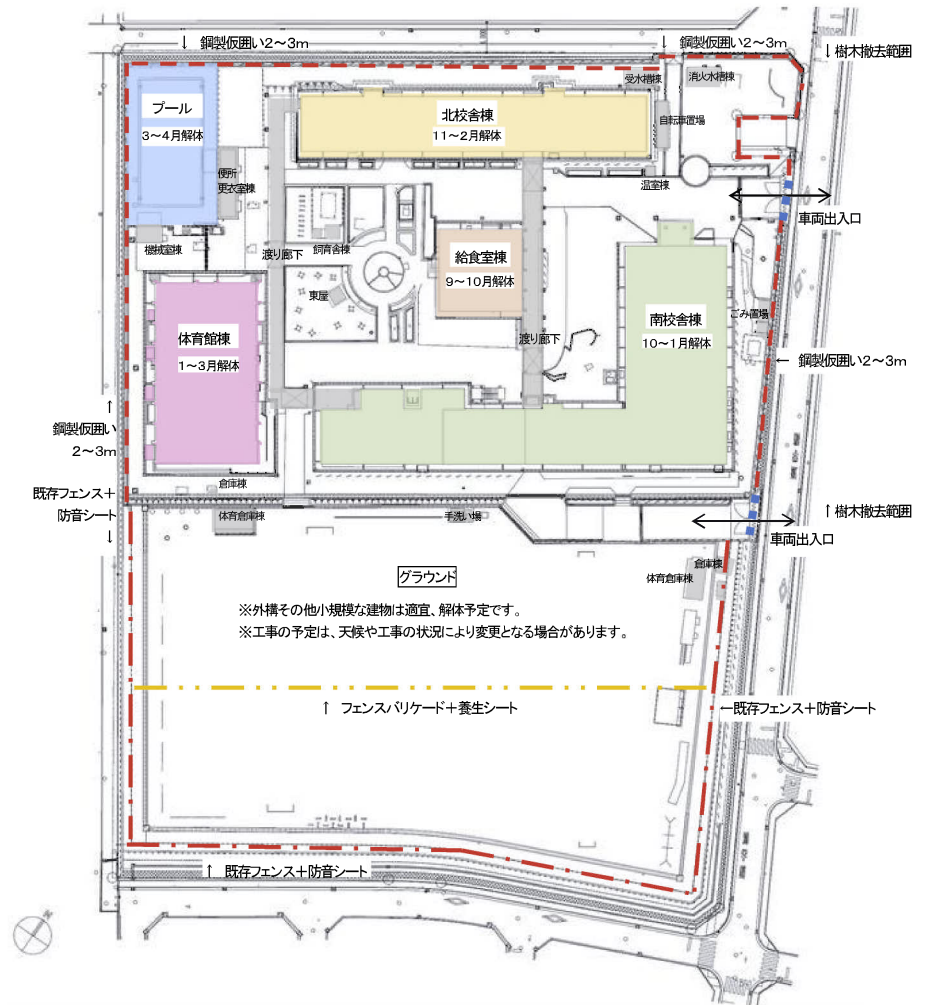 ↓ 鋼製仮囲い2～3m
↓ 鋼製仮囲い2～3m
↓樹木撤去範囲
受水槽棟
消火水槽棟
プール
3～4月解体
北校舎棟
11～2月解体
自転車置場
便所
更衣室棟
温室棟
車両出入口
機械室棟
渡り廊下
飼育舎棟
給食室棟
9～10月解体
東屋
南校舎棟
10～1月解体
ごみ置場
体育館棟
1～3月解体
渡り廊下
← 鋼製仮囲い2～3m
↑
鋼製仮囲い
2～3m
倉庫棟
既存フェンス＋
防音シート
↓
体育倉庫棟
手洗い場
↑樹木撤去範囲
車両出入口
倉庫棟
体育倉庫棟
グラウンド
※外構その他小規模な建物は適宜、解体予定です。
※工事の予定は、天候や工事の状況により変更となる場合があります。
↑ フェンスバリケード＋養生シート
←既存フェンス＋防音シート
↑ 既存フェンス＋防音シート